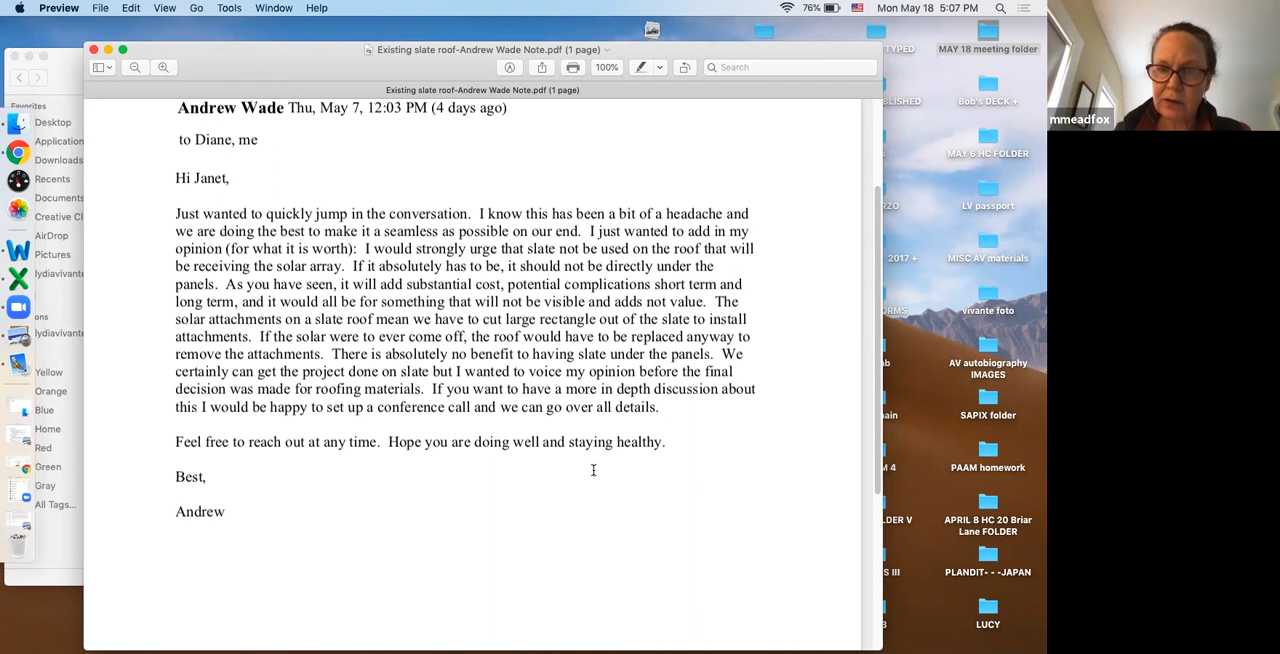 Preview File Edit View Go Tools Window Help 76% Mon May 18 5:07 PM
Existing slate roof-Andrew Wade Note.pdf (1 page)
100% Search
Existing slate roof-Andrew Wade Note.pdf (1 page)
Andrew Wade Thu, May 7, 12:03 PM (4 days ago)
to Diane, me
Hi Janet,
Just wanted to quickly jump in the conversation. I know this has been a bit of a headache and
we are doing the best to make it a seamless as possible on our end. I just wanted to add in my
opinion (for what it is worth): I would strongly urge that slate not be used on the roof that will
be receiving the solar array. If it absolutely has to be, it should not be directly under the
panels. As you have seen, it will add substantial cost, potential complications short term and
long term, and it would all be for something that will not be visible and adds not value. The
solar attachments on a slate roof mean we have to cut large rectangle out of the slate to install
attachments. If the solar were to ever come off, the roof would have to be replaced anyway to
remove the attachments. There is absolutely no benefit to having slate under the panels. We
certainly can get the project done on slate but I wanted to voice my opinion before the final
decision was made for roofing materials. If you want to have a more in depth discussion about
this I would be happy to set up a conference call and we can go over all details.
Feel free to reach out at any time. Hope you are doing well and staying healthy.
Best,
Andrew
Favorites
Desktop
Application
Downloads
Recents
Documents
Creative Cl
AirDrop
Pictures
lydiavivante
ons
lydiavivant
Yellow
Orange
Blue
Home
Red
Green
Gray
All Tags...
TYPED
BLISHED
RZO
2017 +
ORMS
ab
ain
M 4
LDER V
S III
3
MAY 18 meeting folder
Bob's DECK +
MAY 6 HC FOLDER
LV passport
MISC AV materials
vivante foto
AV autobiography
IMAGES
SAPIX folder
PAAM homework
APRIL 8 HC 20 Briar
Lane FOLDER
PLANDIT- - -JAPAN
LUCY
mmeadfox